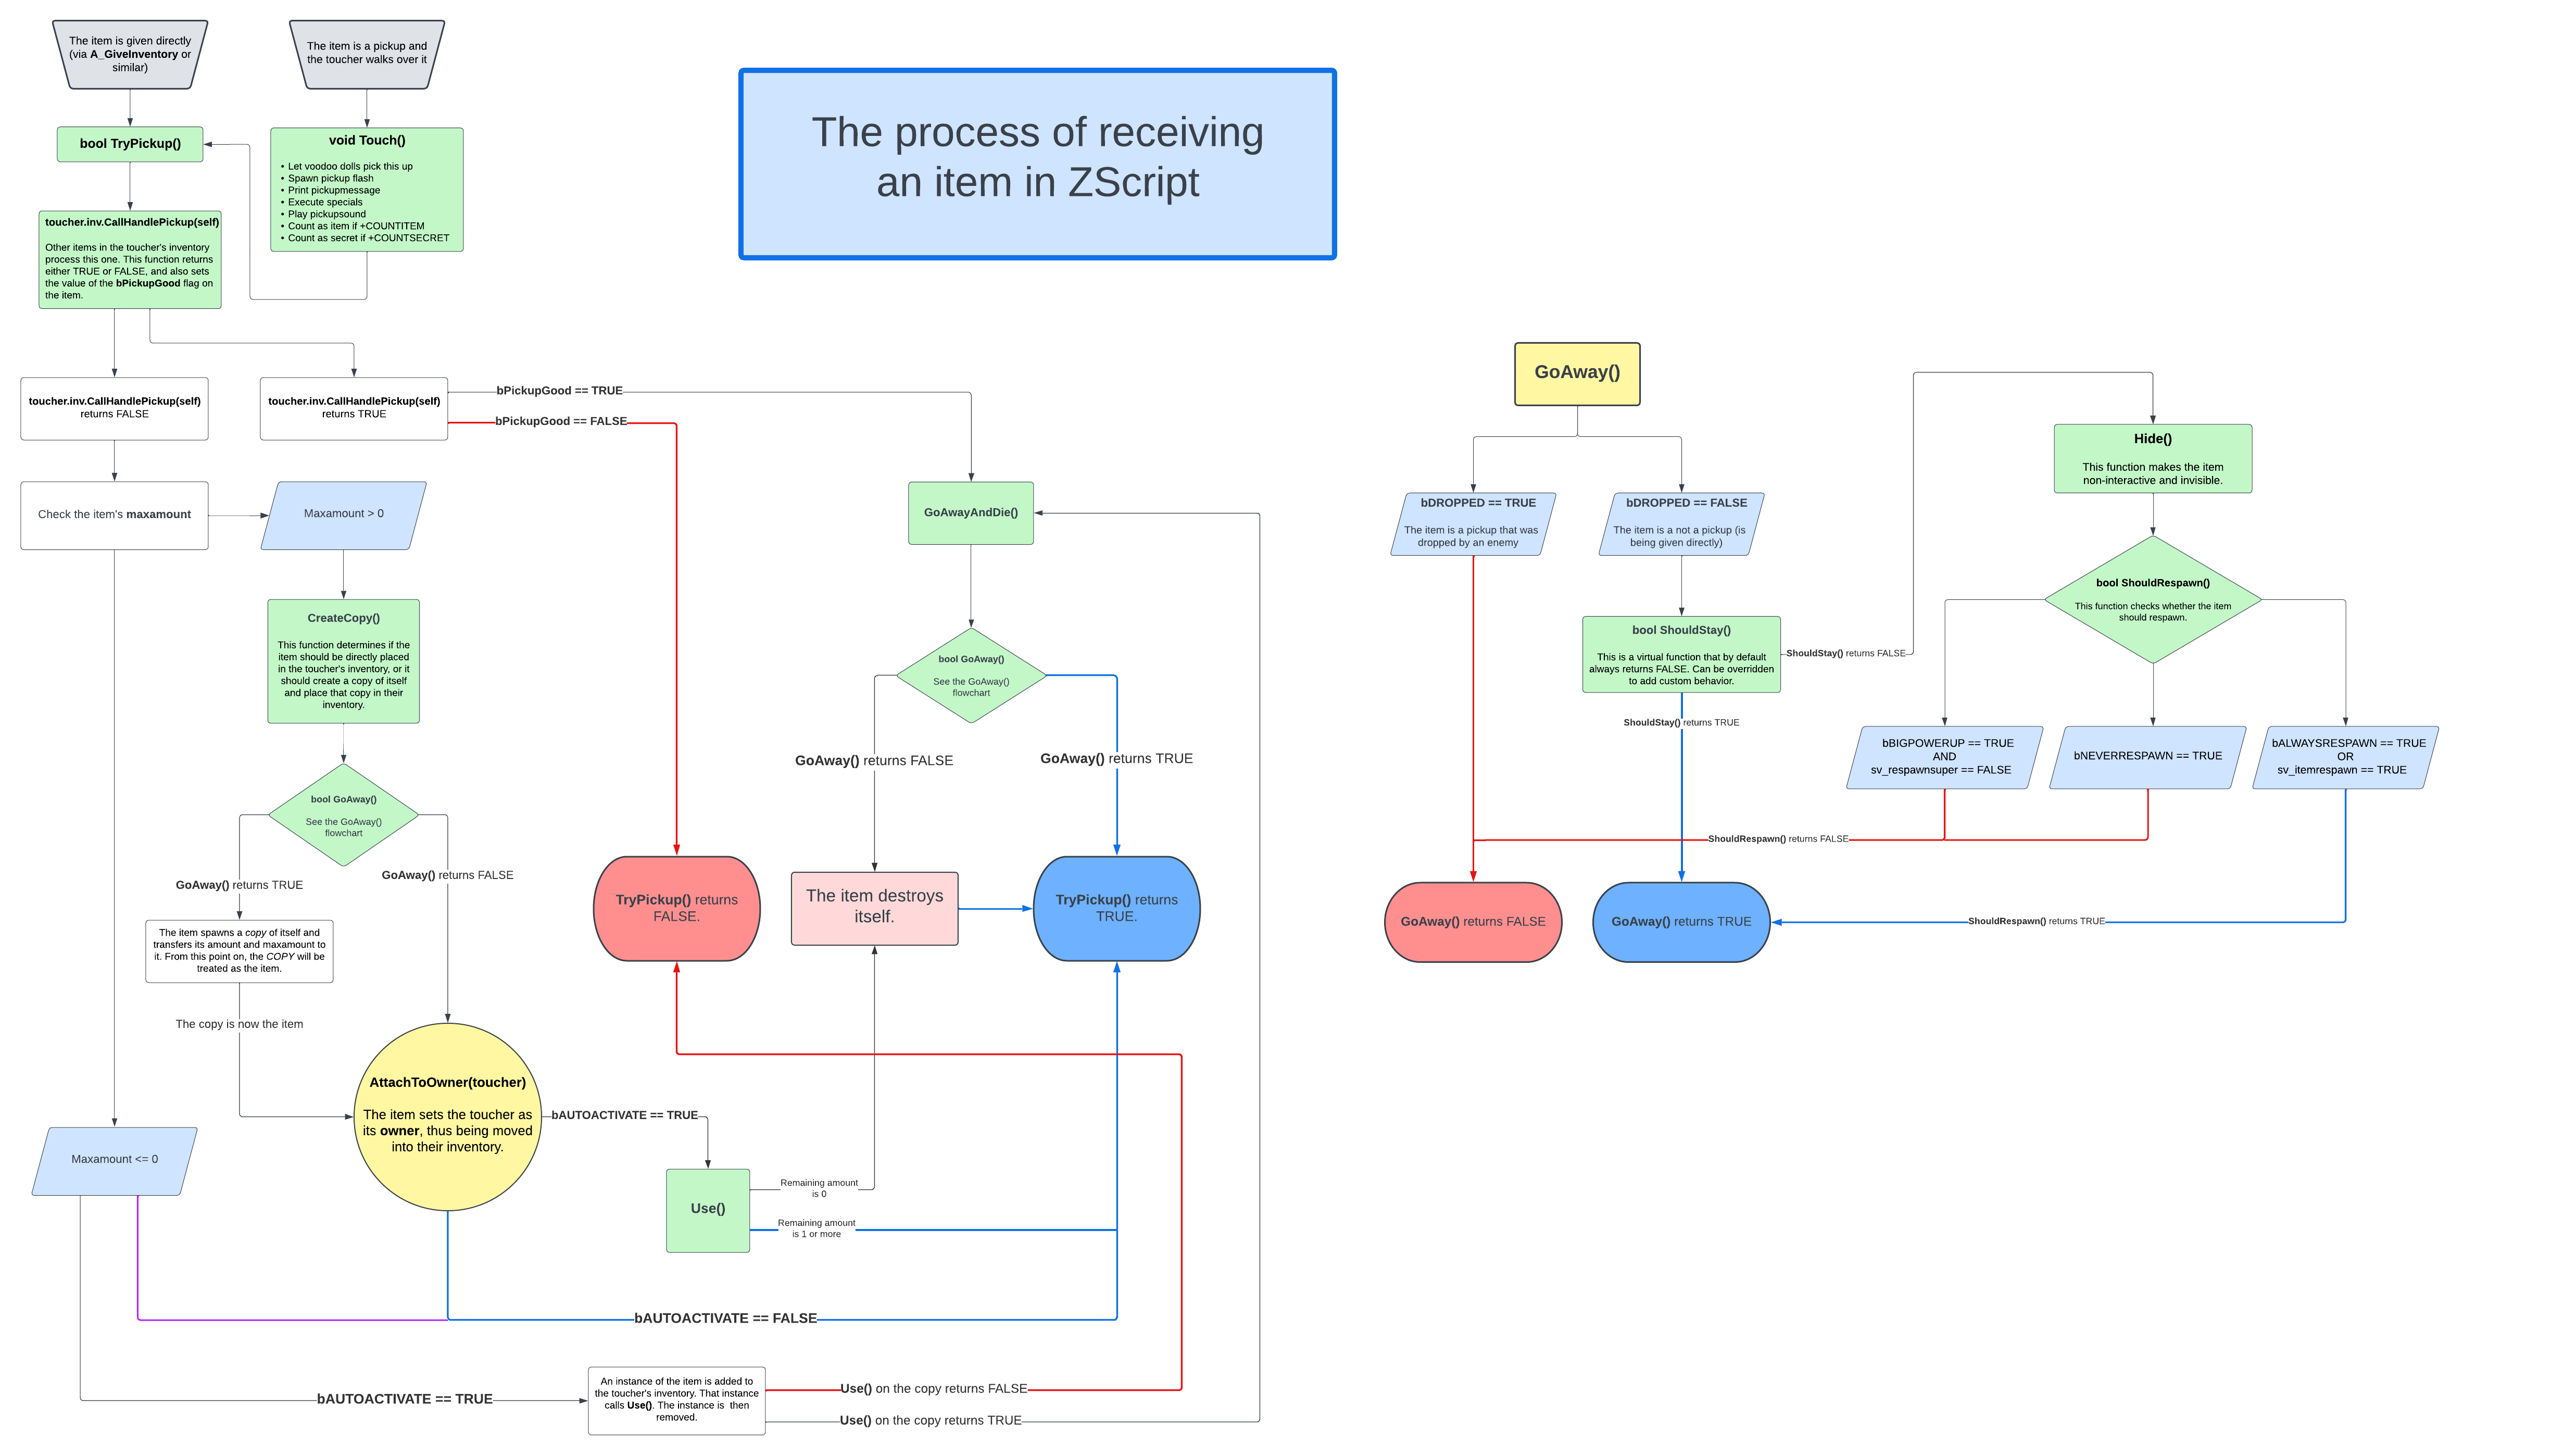 The item is given directly
(via A_GiveInventory or
similar)
The item is a pickup and
the toucher walks over it
The process of receiving
an item in ZScript
bool TryPickup()
void Touch()
• Let voodoo dolls pick this up
• Spawn pickup flash
• Print pickupmessage
• Execute specials
• Play pickupsound
• Count as item if +COUNTITEM
• Count as secret if +COUNTSECRET
toucher.inv.CallHandlePickup(self)
Other items in the toucher's inventory
process this one. This function returns
either TRUE or FALSE, and also sets
the value of the bPickupGood flag on
the item.
toucher.inv.CallHandlePickup(self)
returns FALSE
toucher.inv.CallHandlePickup(self)
returns TRUE
bPickupGood == TRUE
bPickupGood == FALSE
Check the item's maxamount
Maxamount > 0
GoAwayAndDie()
CreateCopy()
This function determines if the
item should be directly placed
in the toucher's inventory, or it
should create a copy of itself
and place that copy in their
inventory.
bool GoAway()
See the GoAway()
flowchart
GoAway() returns FALSE
GoAway() returns TRUE
bool GoAway()
See the GoAway()
flowchart
GoAway() returns TRUE
GoAway() returns FALSE
TryPickup() returns
FALSE.
The item destroys
itself.
TryPickup() returns
TRUE.
The item spawns a copy of itself and
transfers its amount and maxamount to
it. From this point on, the COPY will be
treated as the item.
The copy is now the item
AttachToOwner(toucher)
The item sets the toucher as
its owner, thus being moved
into their inventory.
bAUTOACTIVATE == TRUE
Maxamount <= 0
Use()
Remaining amount
is 0
Remaining amount
is 1 or more
bAUTOACTIVATE == FALSE
bAUTOACTIVATE == TRUE
An instance of the item is added to
the toucher's inventory. That instance
calls Use(). The instance is then
removed.
Use() on the copy returns FALSE
Use() on the copy returns TRUE
GoAway()
bDROPPED == TRUE
The item is a pickup that was
dropped by an enemy
bDROPPED == FALSE
The item is a not a pickup (is
being given directly)
bool ShouldStay()
This is a virtual function that by default
always returns FALSE. Can be overridden
to add custom behavior.
ShouldStay() returns FALSE
ShouldStay() returns TRUE
Hide()
This function makes the item
non-interactive and invisible.
bool ShouldRespawn()
This function checks whether the item
should respawn.
bBIGPOWERUP == TRUE
AND
sv_respawnsuper == FALSE
bNEVERRESPAWN == TRUE
bALWAYSRESPAWN == TRUE
OR
sv_itemrespawn == TRUE
ShouldRespawn() returns FALSE
GoAway() returns FALSE
GoAway() returns TRUE
ShouldRespawn() returns TRUE